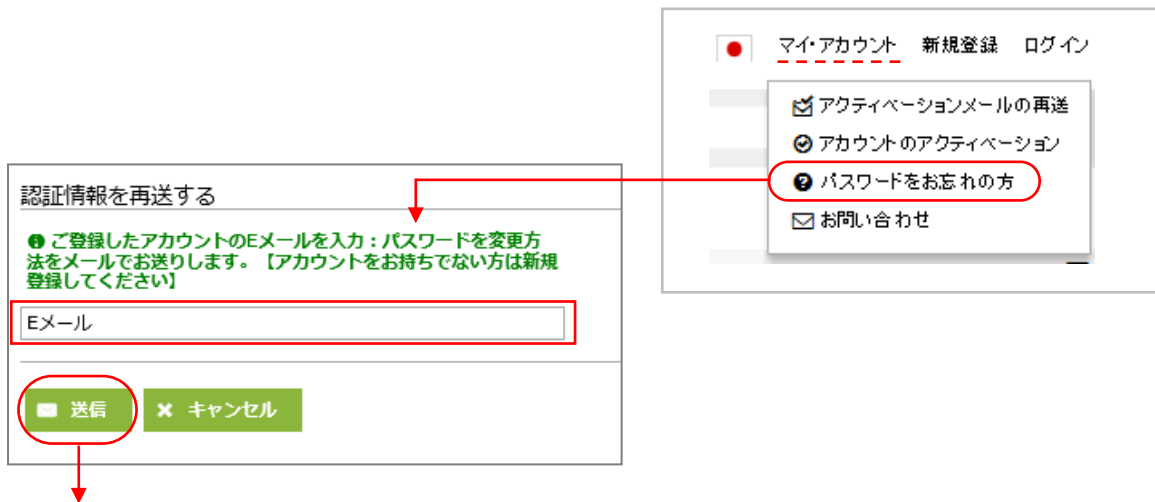 マイ・アカウント 新規登録 ログイン
アクティベーションメールの再送
アカウントのアクティベーション
パスワードをお忘れの方
お問い合わせ
認証情報を再送する
ご登録したアカウントのEメールを入力：パスワードを変更方
法をメールでお送りします。【アカウントをお持ちでない方は新規
登録してください】
Eメール
送信 キャンセル